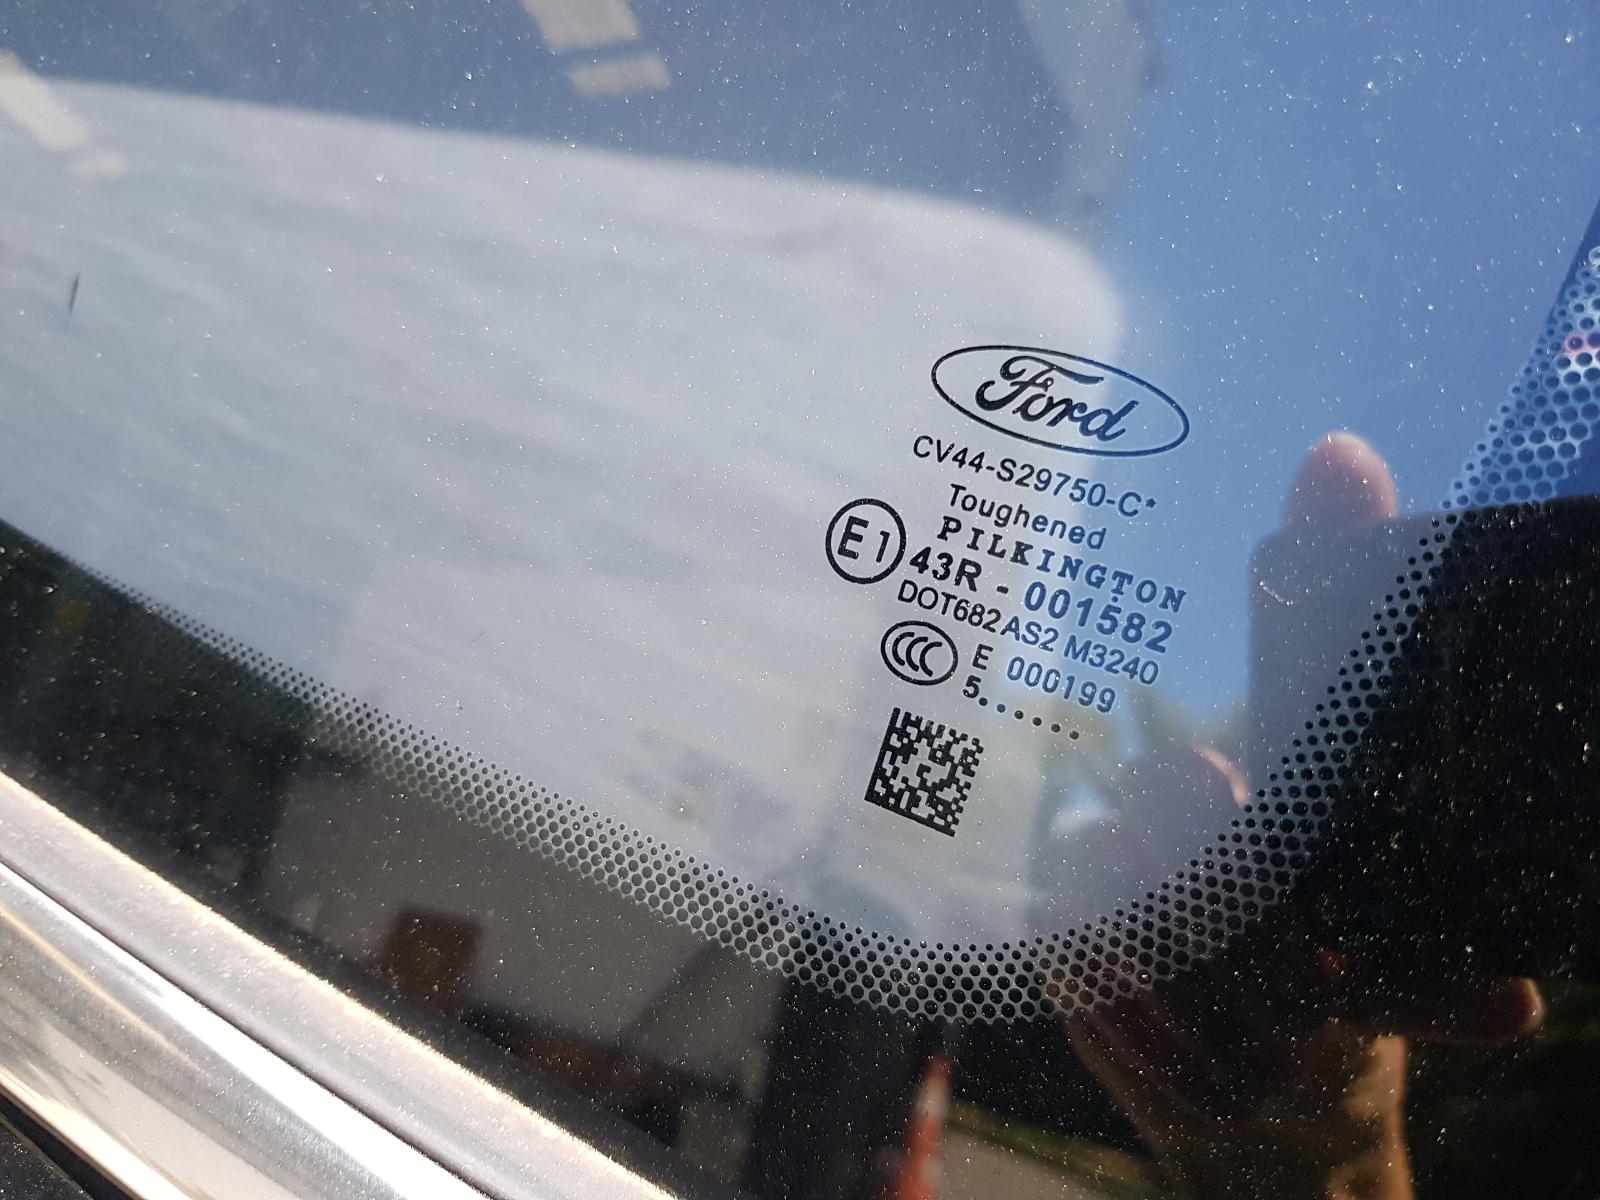 Ford
CV44-S29750-C*
Toughened
PILKINGTON
E1 43R - 001582
DOT682 AS2 M3240
CCC E 000199
5......